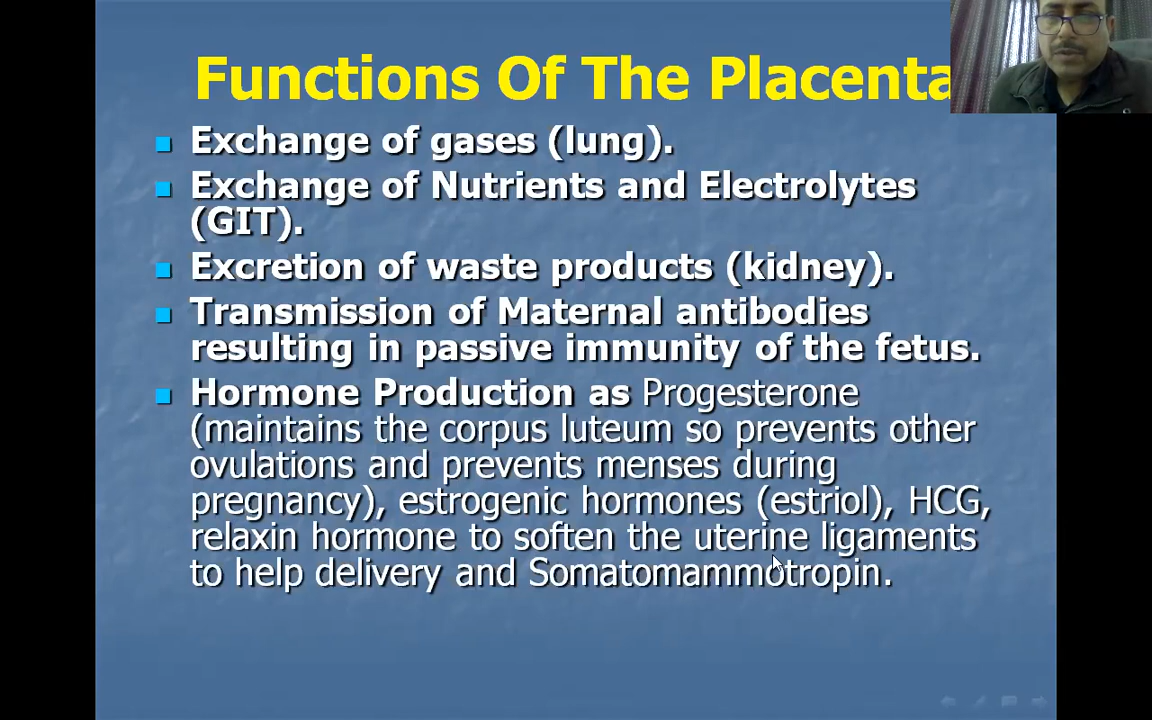 Functions Of The Placenta
Exchange of gases (lung).
Exchange of Nutrients and Electrolytes
(GIT).
Excretion of waste products (kidney).
Transmission of Maternal antibodies
resulting in passive immunity of the fetus.
Hormone Production as Progesterone
(maintains the corpus luteum so prevents other
ovulations and prevents menses during
pregnancy), estrogenic hormones (estriol), HCG,
relaxin hormone to soften the uterine ligaments
to help delivery and Somatomammotropin.